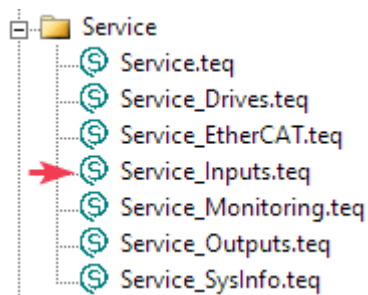 Service
Service.teq
Service_Drives.teq
Service_EtherCAT.teq
Service_Inputs.teq
Service_Monitoring.teq
Service_Outputs.teq
Service_SysInfo.teq